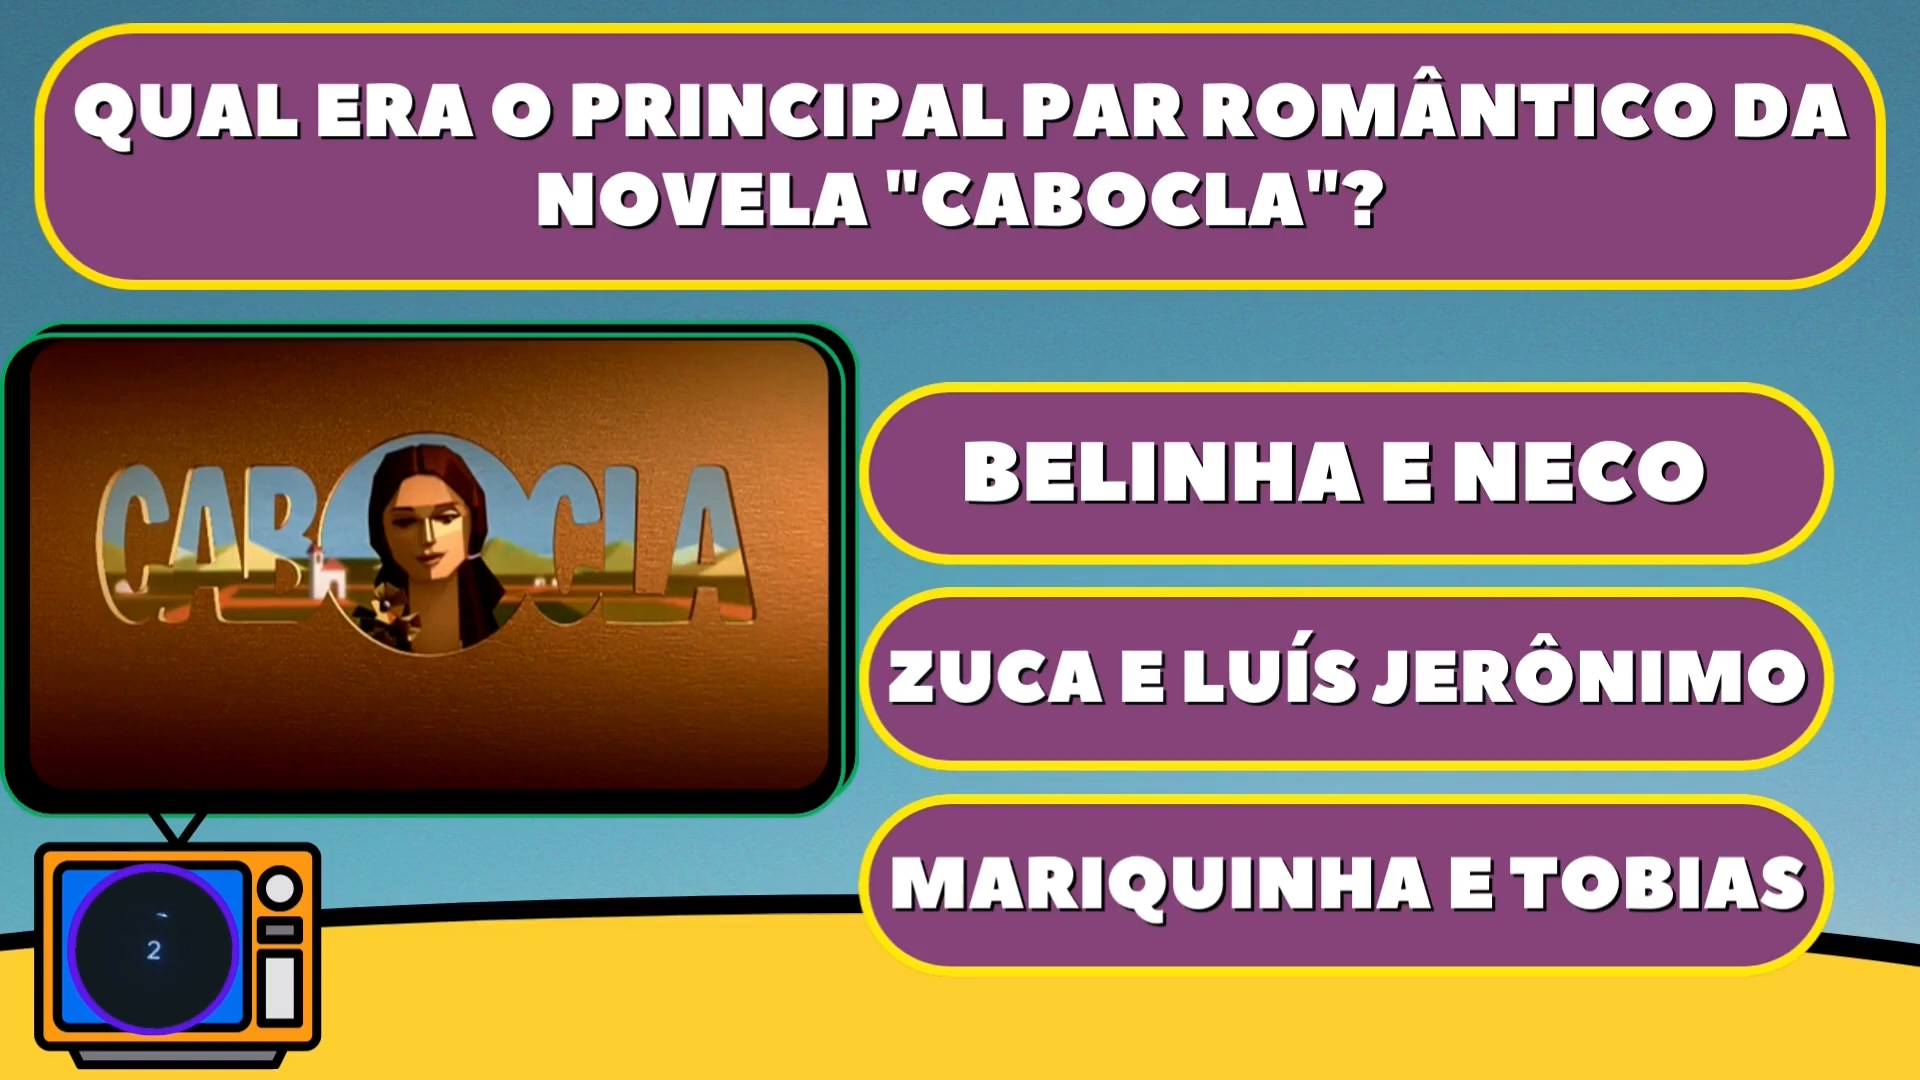 QUAL ERA O PRINCIPAL PAR ROMÂNTICO DA
NOVELA "CABOCLA"?
CABOCLA
BELINHA E NECO
ZUCA E LUÍS JERÔNIMO
MARIQUINHA E TOBIAS
2